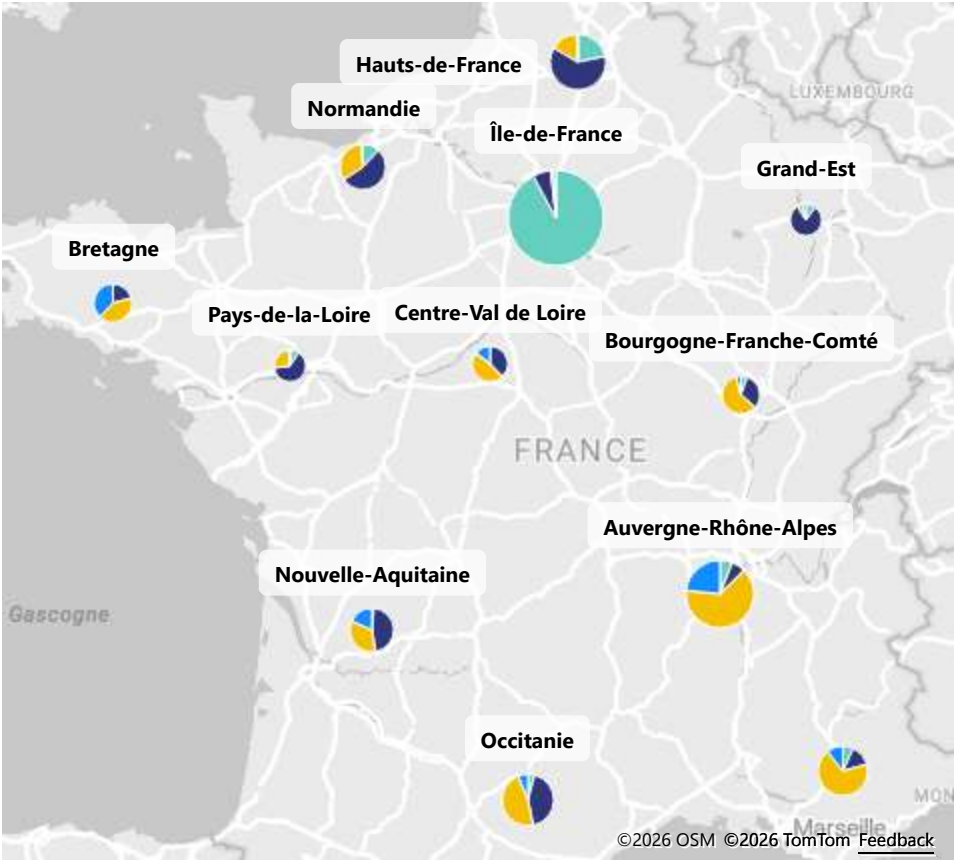 Hauts-de-France
LUXEMBOURG
Normandie
Île-de-France
Grand-Est
Bretagne
Pays-de-la-Loire
Centre-Val de Loire
Bourgogne-Franche-Comté
FRANCE
Auvergne-Rhône-Alpes
Nouvelle-Aquitaine
Gascogne
Occitanie
MON
Marseille
©2026 OSM ©2026 TomTom Feedback